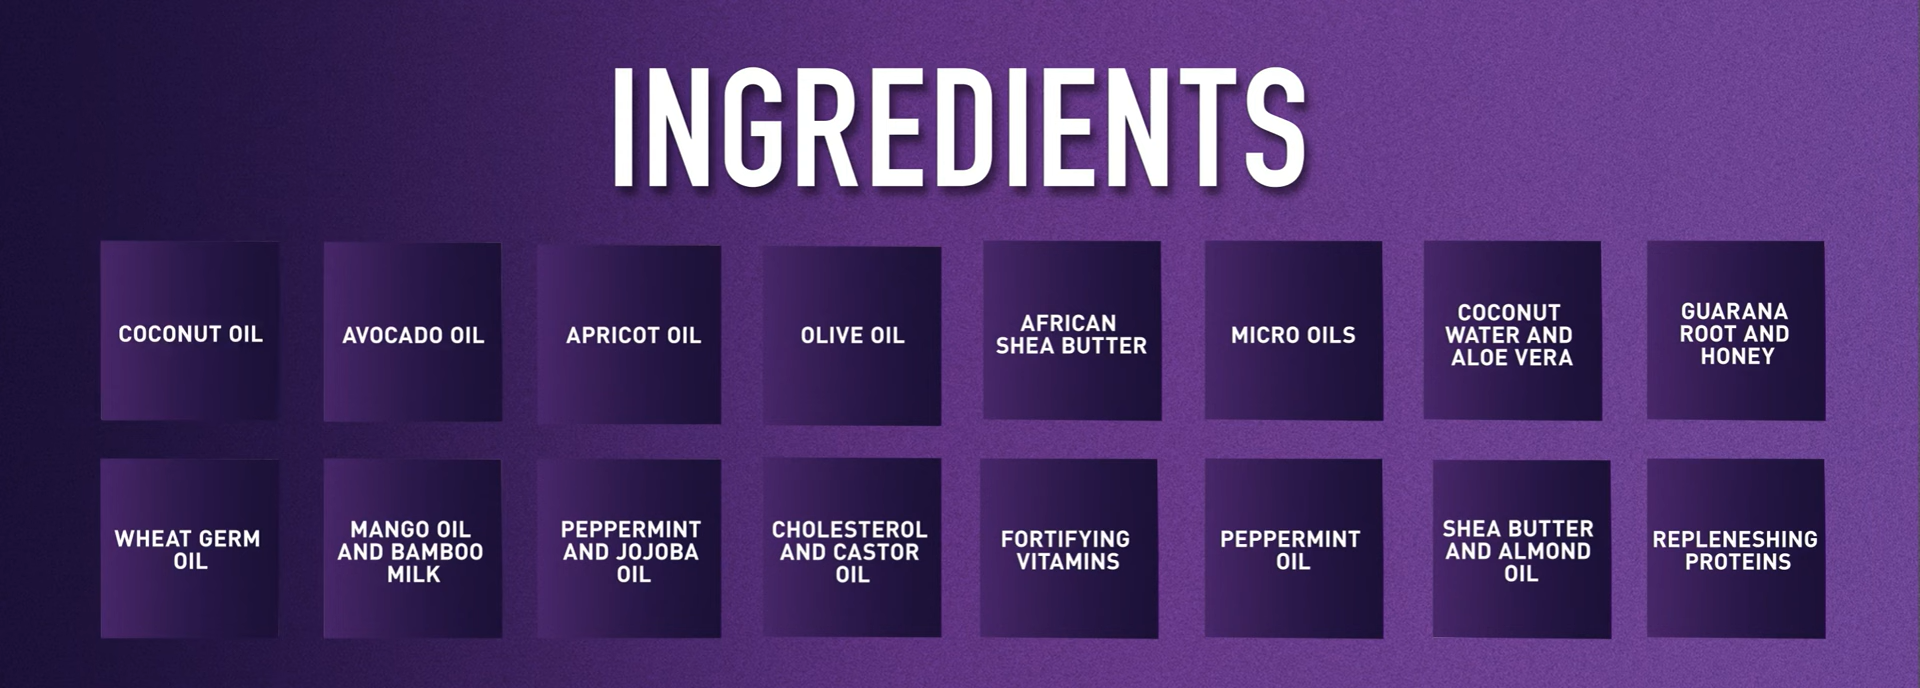 INGREDIENTS
COCONUT OIL
AVOCADO OIL
APRICOT OIL
OLIVE OIL
AFRICAN
SHEA BUTTER
MICRO OILS
COCONUT
WATER AND
ALOE VERA
GUARANA
ROOT AND
HONEY
WHEAT GERM
OIL
MANGO OIL
AND BAMBOO
MILK
PEPPERMINT
AND JOJOBA
OIL
CHOLESTEROL
AND CASTOR
OIL
FORTIFYING
VITAMINS
PEPPERMINT
OIL
SHEA BUTTER
AND ALMOND
OIL
REPLENESHING
PROTEINS